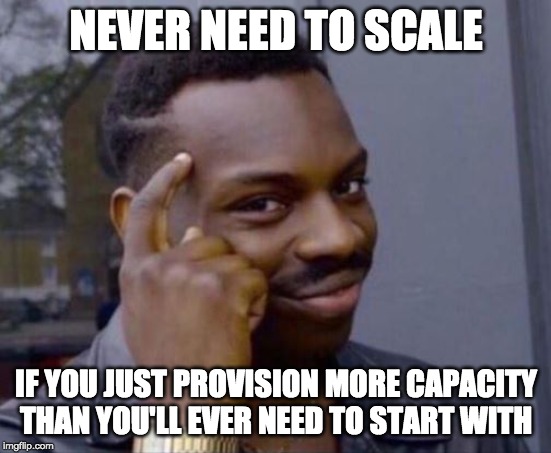 NEVER NEED TO SCALE
IF YOU JUST PROVISION MORE CAPACITY
THAN YOU'LL EVER NEED TO START WITH
imgflip.com